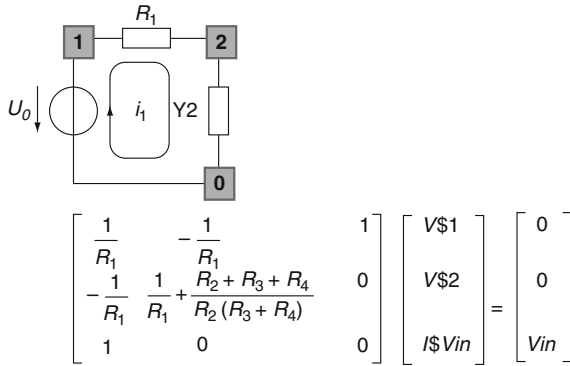 R1
1 2
U0 i1 Y2
0
[ 1/R1 -1/R1 1 ] [ V$1 ] [ 0 ]
[ -1/R1 1/R1 + (R2 + R3 + R4)/(R2 (R3 + R4)) 0 ] [ V$2 ] = [ 0 ]
[ 1 0 0 ] [ I$Vin ] [ Vin ]